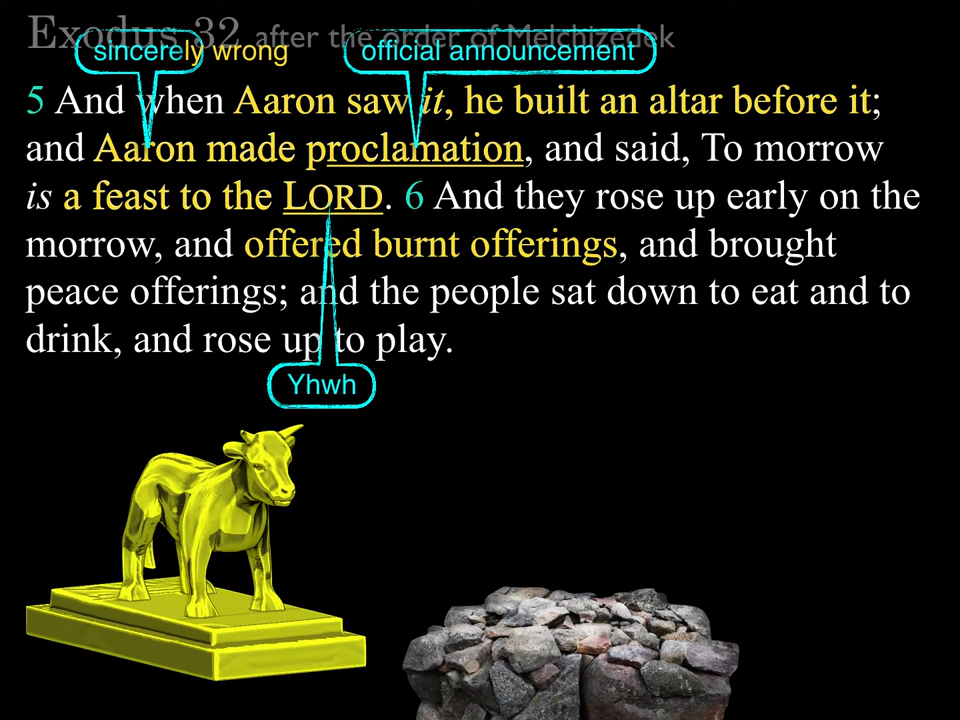 Exodus 32 after the order of Melchizedek
sincerely wrong
official announcement
5 And when Aaron saw it, he built an altar before it;
and Aaron made proclamation, and said, To morrow
is a feast to the LORD. 6 And they rose up early on the
morrow, and offered burnt offerings, and brought
peace offerings; and the people sat down to eat and to
drink, and rose up to play.
Yhwh